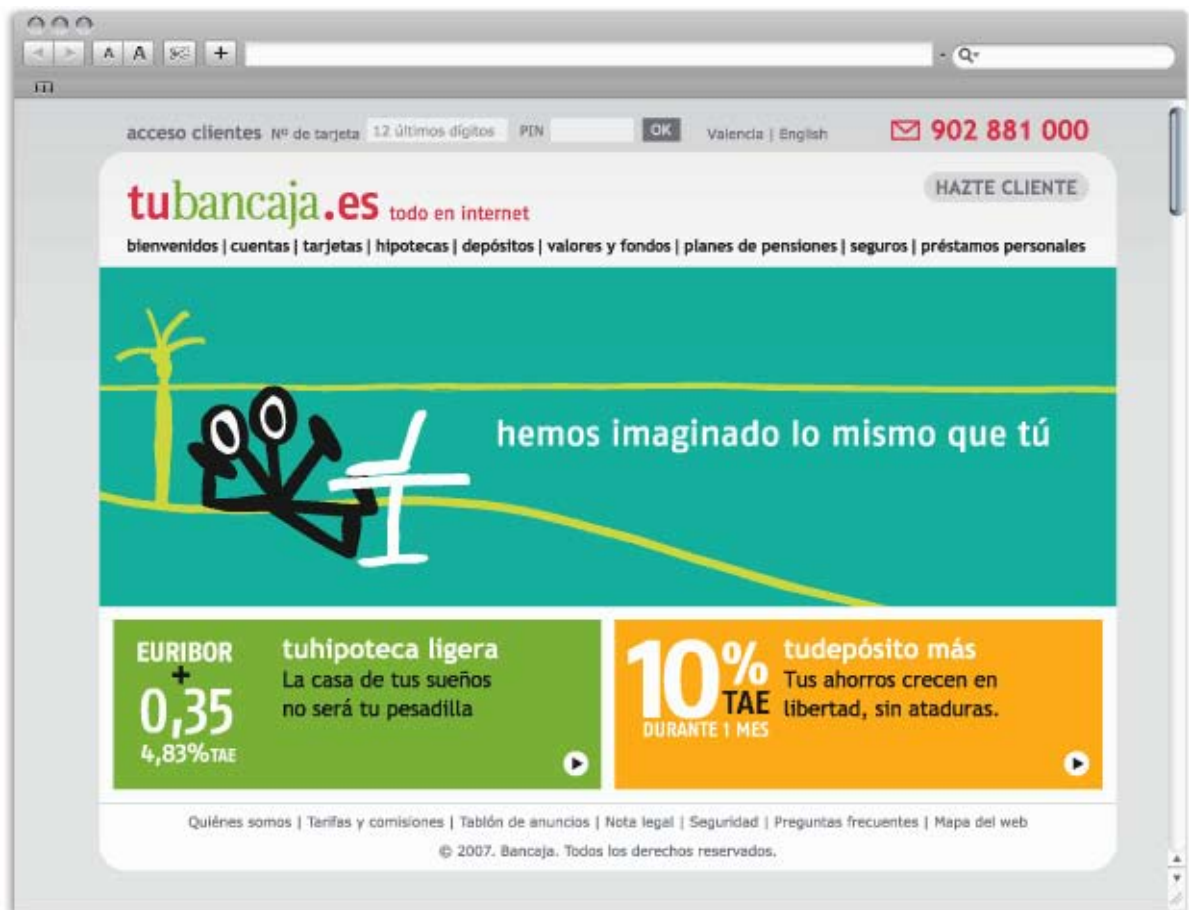 A A +
acceso clientes Nº de tarjeta 12 últimos dígitos PIN OK Valencia | English 902 881 000
HAZTE CLIENTE
tubancaja.es todo en internet
bienvenidos | cuentas | tarjetas | hipotecas | depósitos | valores y fondos | planes de pensiones | seguros | préstamos personales
hemos imaginado lo mismo que tú
EURIBOR
+
0,35
4,83% TAE
tuhipoteca ligera
La casa de tus sueños
no será tu pesadilla
10% TAE
DURANTE 1 MES
tudepósito más
Tus ahorros crecen en
libertad, sin ataduras.
Quiénes somos | Tarifas y comisiones | Tablón de anuncios | Nota legal | Seguridad | Preguntas frecuentes | Mapa del web
© 2007. Bancaja. Todos los derechos reservados.